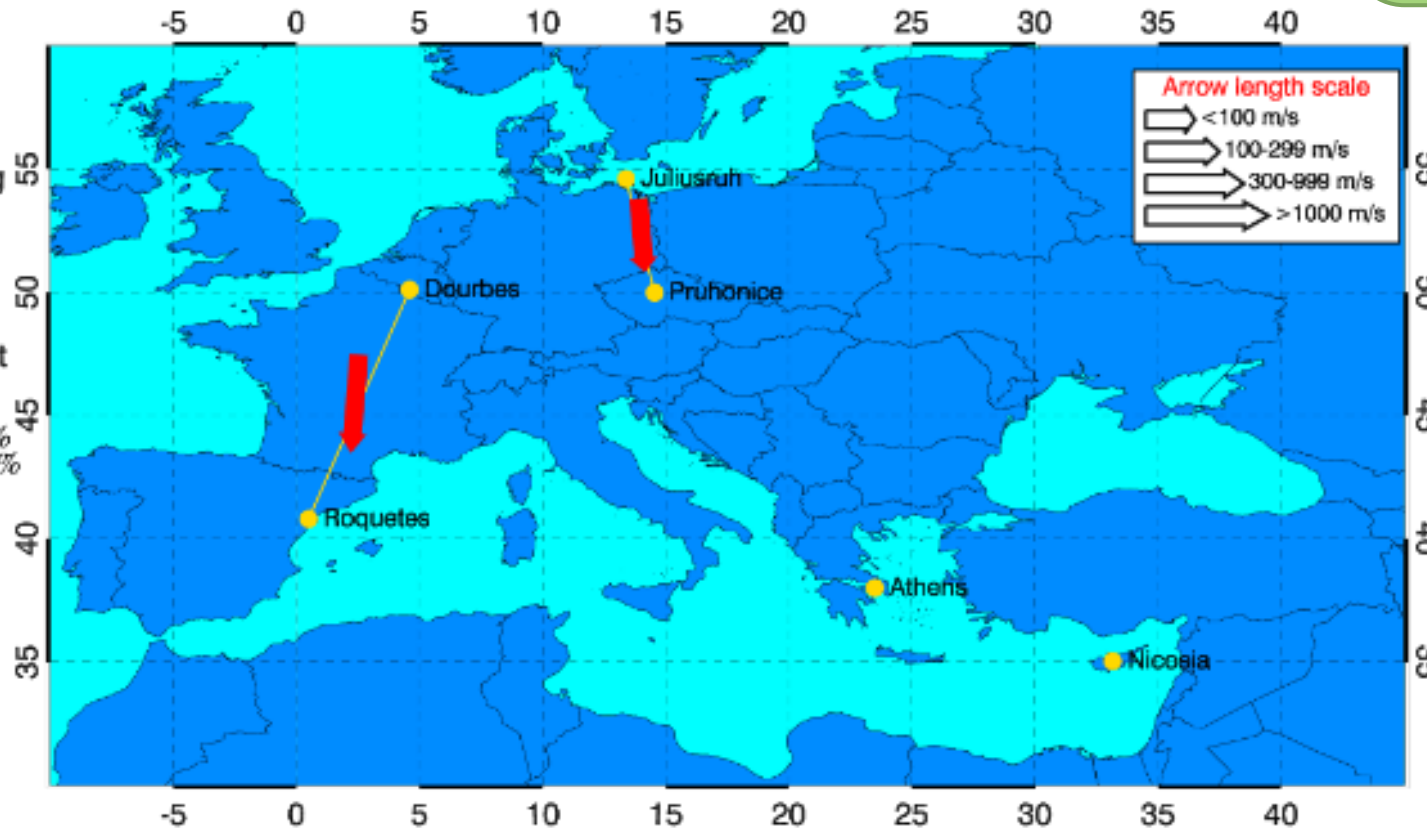 -5 0 5 10 15 20 25 30 35 40
Arrow length scale
<100 m/s
100-299 m/s
300-999 m/s
>1000 m/s
55
Juliusruh
50
Dourbes
Pruhonice
45
Roquetes
40
Athens
35
Nicosia
-5 0 5 10 15 20 25 30 35 40